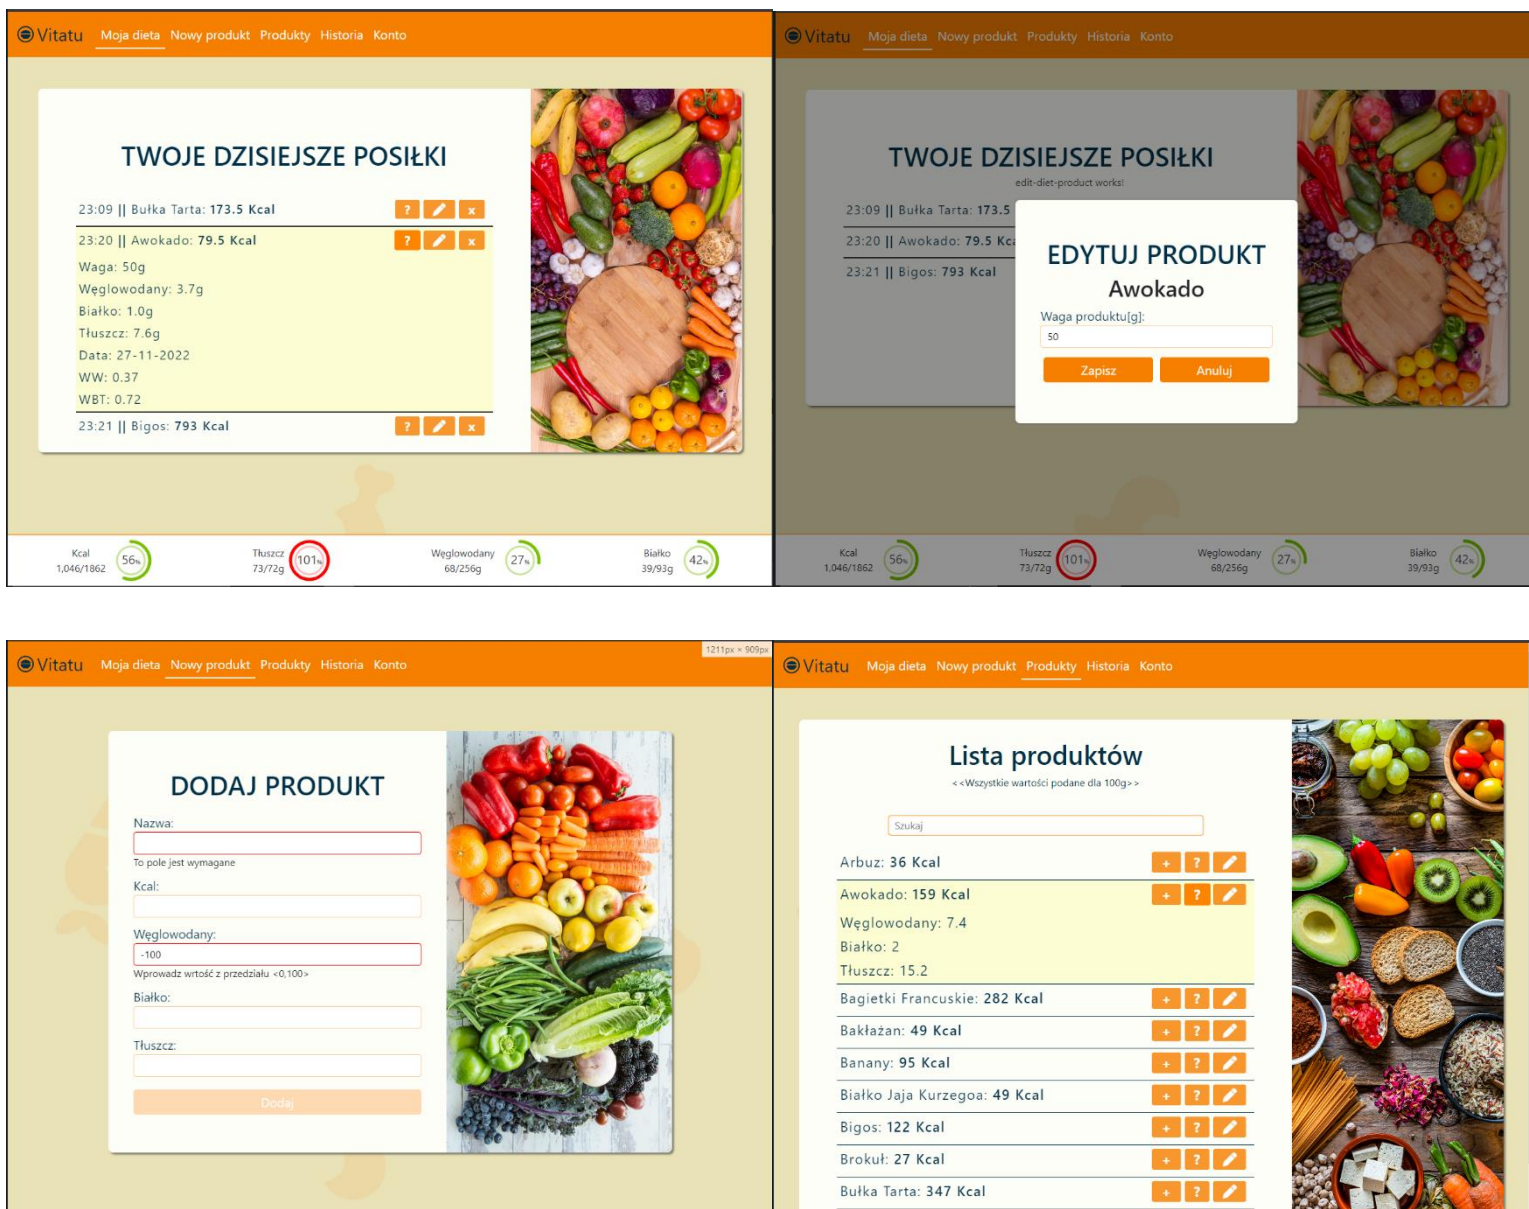 Vitatu Moja dieta Nowy produkt Produkty Historia Konto
TWOJE DZISIEJSZE POSIŁKI
23:09 || Bułka Tarta: 173.5 Kcal ? x
23:20 || Awokado: 79.5 Kcal ? x
Waga: 50g
Węglowodany: 3.7g
Białko: 1.0g
Tłuszcz: 7.6g
Data: 27-11-2022
WW: 0.37
WBT: 0.72
23:21 || Bigos: 793 Kcal ? x
Kcal
1,046/1862
56%
Tłuszcz
73/72g
101%
Węglowodany
68/256g
27%
Białko
39/93g
42%
Vitatu Moja dieta Nowy produkt Produkty Historia Konto
TWOJE DZISIEJSZE POSIŁKI
edit-diet-product works!
23:09 || Bułka Tarta: 173.5
23:20 || Awokado: 79.5 Kca
23:21 || Bigos: 793 Kcal
EDYTUJ PRODUKT
Awokado
Waga produktu[g]:
50
Zapisz Anuluj
Kcal
1,046/1862
56%
Tłuszcz
73/72g
101%
Węglowodany
68/256g
27%
Białko
39/93g
42%
Vitatu Moja dieta Nowy produkt Produkty Historia Konto
1211px × 909px
DODAJ PRODUKT
Nazwa:
To pole jest wymagane
Kcal:
Węglowodany:
-100
Wprowadz wrtość z przedziału <0,100>
Białko:
Tłuszcz:
Dodaj
Vitatu Moja dieta Nowy produkt Produkty Historia Konto
Lista produktów
<<Wszystkie wartości podane dla 100g>>
Szukaj
Arbuz: 36 Kcal + ?
Awokado: 159 Kcal + ?
Węglowodany: 7.4
Białko: 2
Tłuszcz: 15.2
Bagietki Francuskie: 282 Kcal + ?
Bakłażan: 49 Kcal + ?
Banany: 95 Kcal + ?
Białko Jaja Kurzegoa: 49 Kcal + ?
Bigos: 122 Kcal + ?
Brokuł: 27 Kcal + ?
Bułka Tarta: 347 Kcal + ?